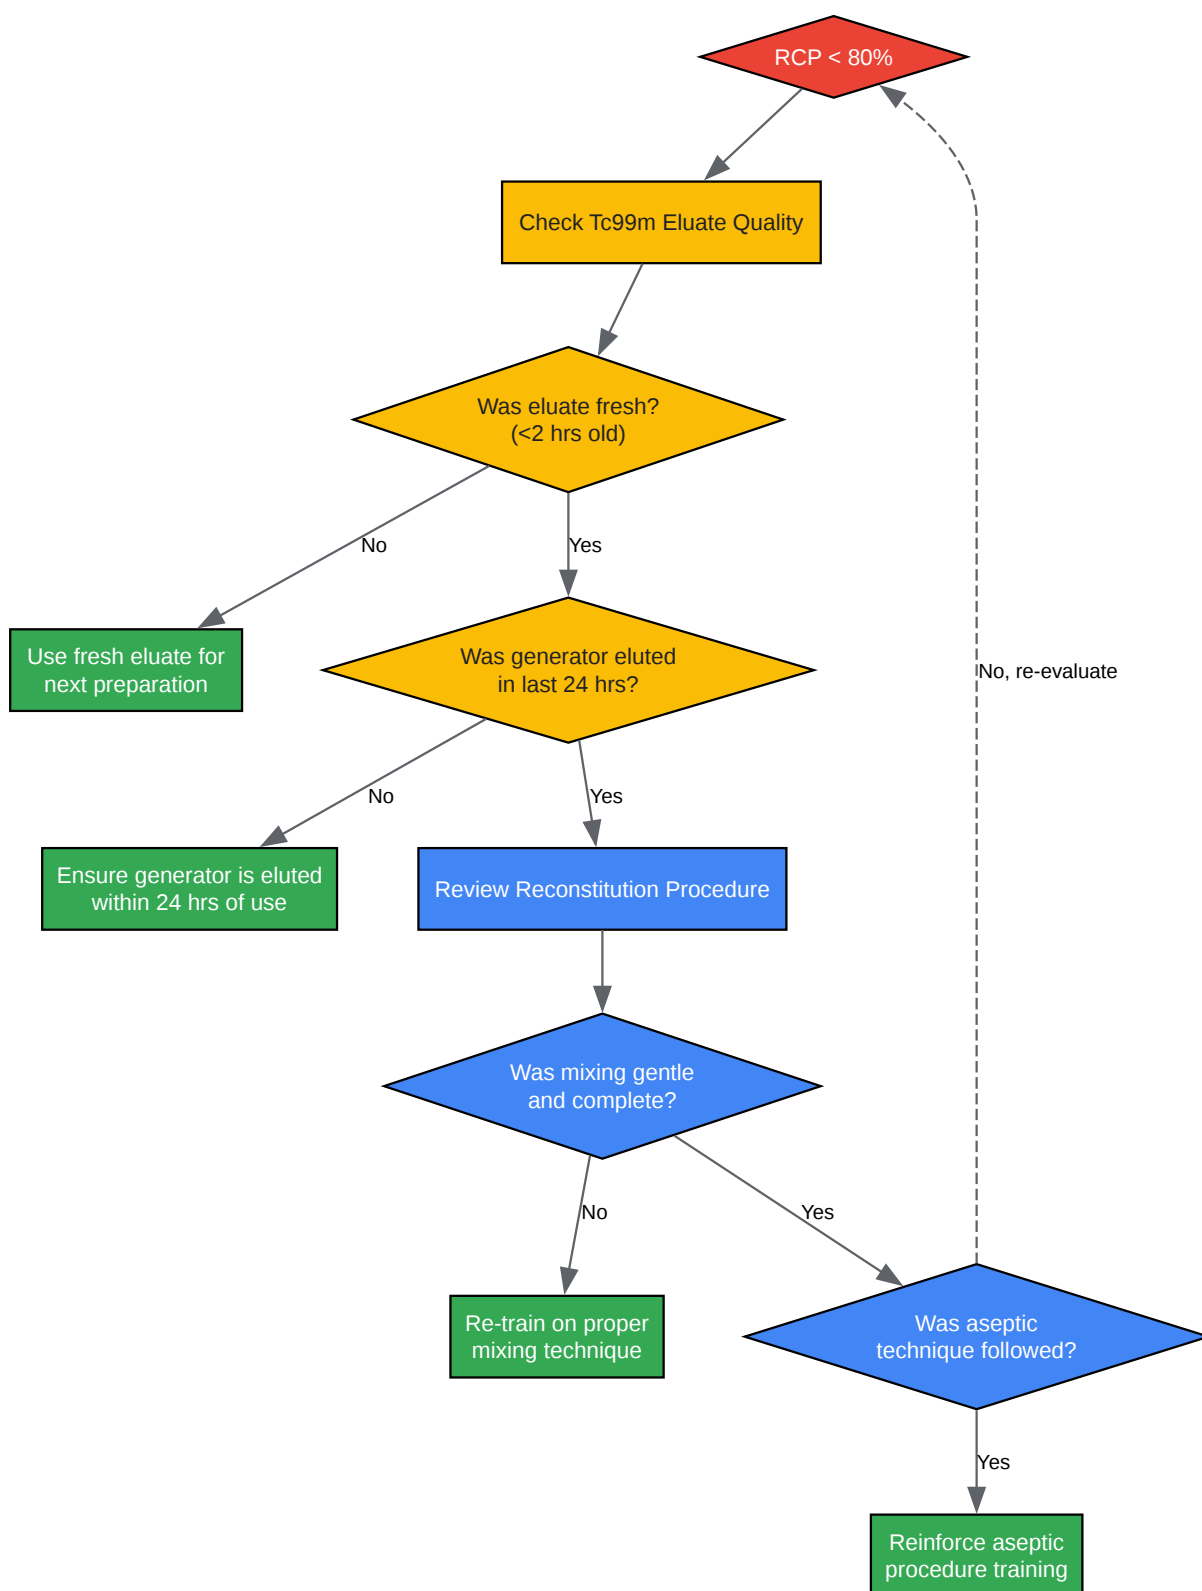 RCP < 80%
Check Tc99m Eluate Quality
Was eluate fresh?
(<2 hrs old)
No
Yes
Use fresh eluate for
next preparation
Was generator eluted
in last 24 hrs?
No, re-evaluate
No
Yes
Ensure generator is eluted
within 24 hrs of use
Review Reconstitution Procedure
Was mixing gentle
and complete?
No
Yes
Re-train on proper
mixing technique
Was aseptic
technique followed?
Yes
Reinforce aseptic
procedure training